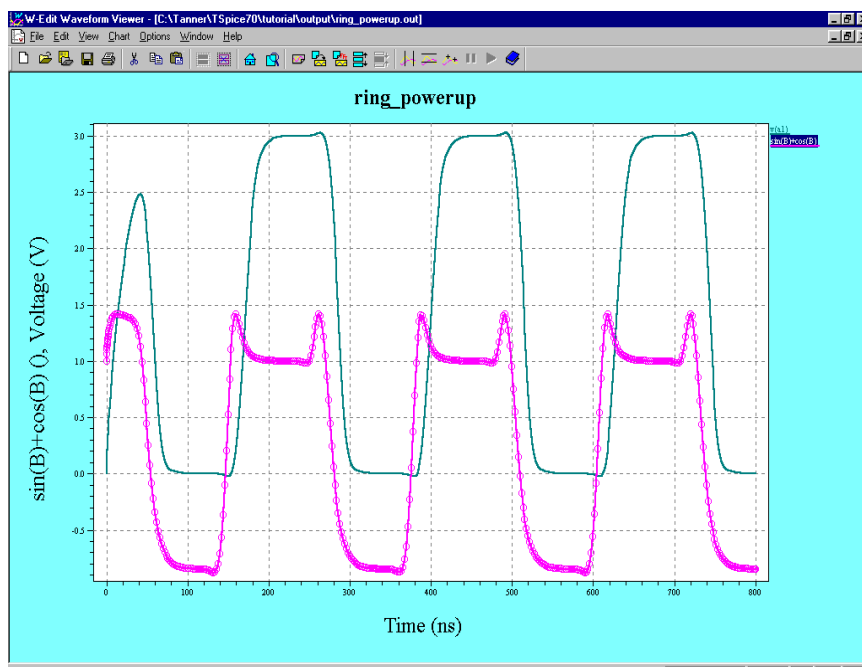 W-Edit Waveform Viewer - [C:\Tanner\TSpice70\tutorial\output\ring_powerup.out]
File Edit View Chart Options Window Help
ring_powerup
v(a1)
sin(B)+cos(B)
3.0
2.5
2.0
1.5
1.0
0.5
0.0
-0.5
sin(B)+cos(B) (), Voltage (V)
0 100 200 300 400 500 600 700 800
Time (ns)